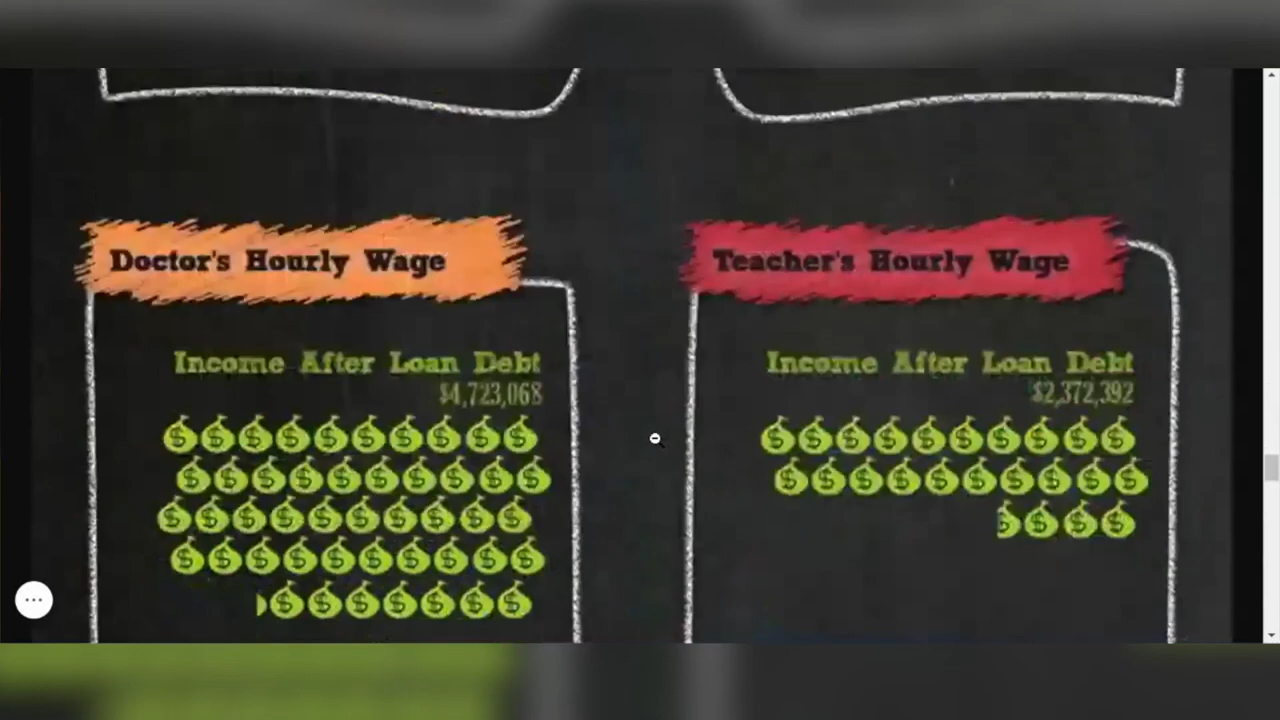 Doctor's Hourly Wage
Income After Loan Debt
$4,723,068
Teacher's Hourly Wage
Income After Loan Debt
$2,372,392